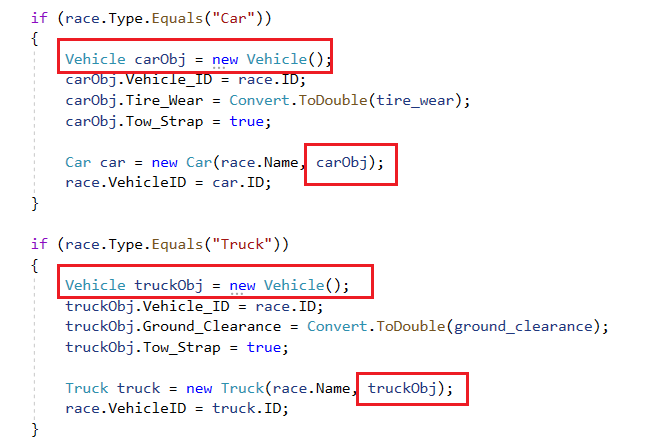 if (race.Type.Equals("Car"))
{
Vehicle carObj = new Vehicle();
carObj.Vehicle_ID = race.ID;
carObj.Tire_Wear = Convert.ToDouble(tire_wear);
carObj.Tow_Strap = true;
Car car = new Car(race.Name, carObj);
race.VehicleID = car.ID;
}
if (race.Type.Equals("Truck"))
{
Vehicle truckObj = new Vehicle();
truckObj.Vehicle_ID = race.ID;
truckObj.Ground_Clearance = Convert.ToDouble(ground_clearance);
truckObj.Tow_Strap = true;
Truck truck = new Truck(race.Name, truckObj);
race.VehicleID = truck.ID;
}